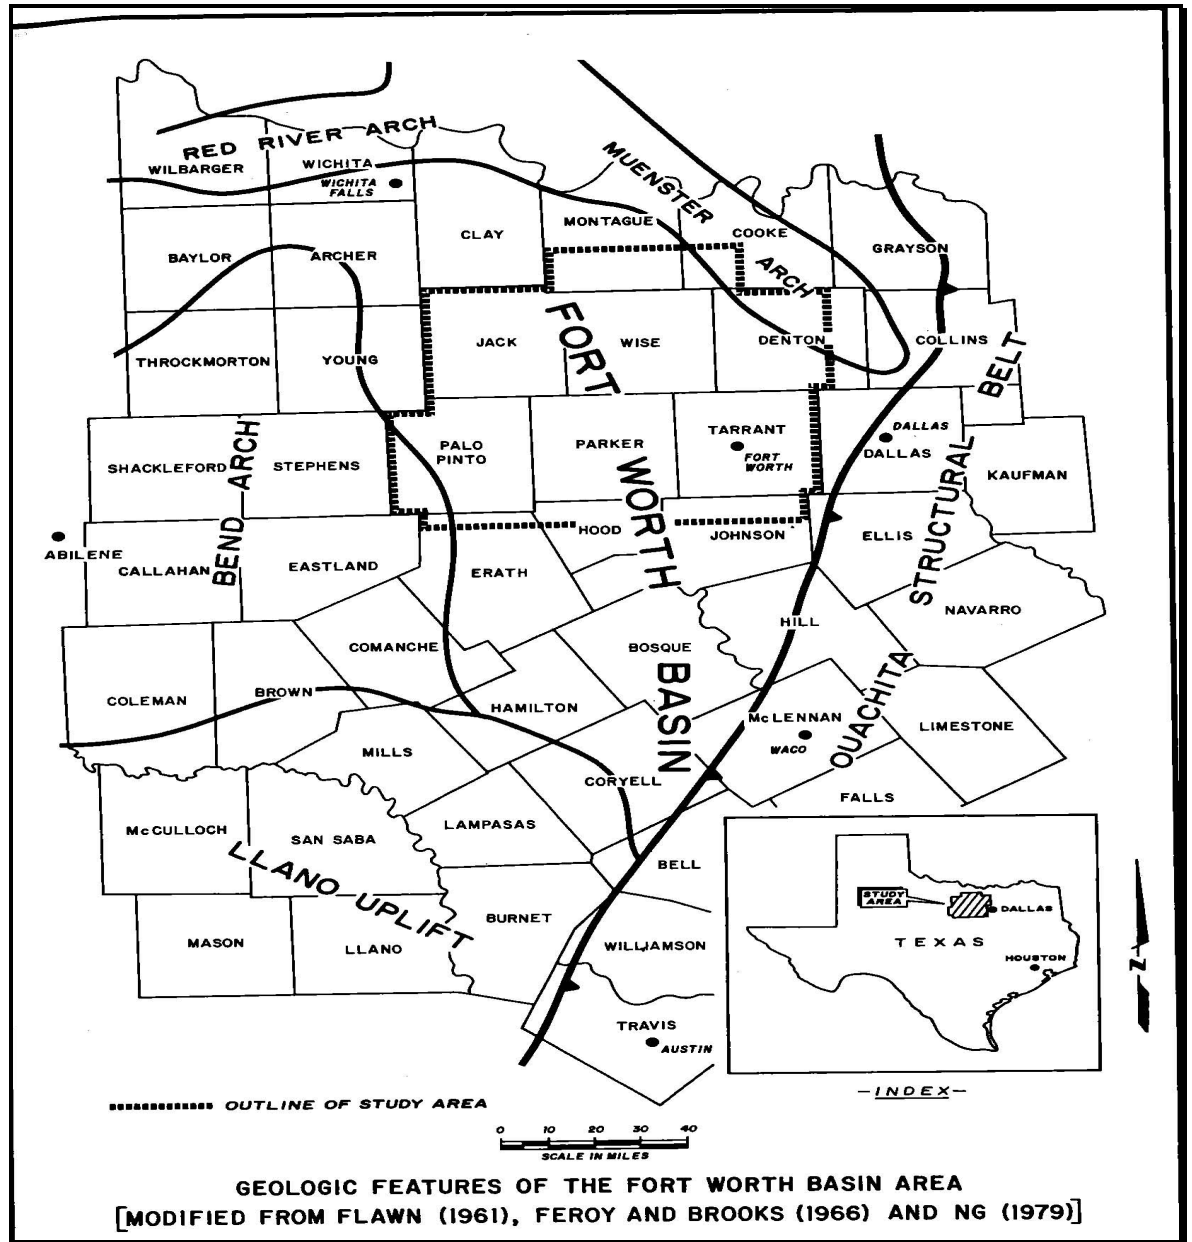 RED RIVER ARCH
WILBARGER
WICHITA
WICHITA
FALLS
MUENSTER
ARCH
CLAY
MONTAGUE
COOKE
GRAYSON
BAYLOR
ARCHER
FORT
WORTH
BASIN
JACK
WISE
DENTON
COLLINS
THROCKMORTON
YOUNG
BEND ARCH
SHACKLEFORD
STEPHENS
PALO
PINTO
PARKER
TARRANT
FORT
WORTH
DALLAS
DALLAS
KAUFMAN
OUACHITA
STRUCTURAL
BELT
ABILENE
CALLAHAN
EASTLAND
ERATH
HOOD
JOHNSON
ELLIS
NAVARRO
COMANCHE
BOSQUE
HILL
COLEMAN
BROWN
HAMILTON
McLENNAN
WACO
LIMESTONE
MILLS
CORYELL
FALLS
McCULLOCH
SAN SABA
LAMPASAS
BELL
LLANO UPLIFT
MASON
LLANO
BURNET
WILLIAMSON
TRAVIS
AUSTIN
STUDY
AREA
DALLAS
TEXAS
HOUSTON
N
-INDEX-
OUTLINE OF STUDY AREA
0 10 20 30 40
SCALE IN MILES
GEOLOGIC FEATURES OF THE FORT WORTH BASIN AREA
[MODIFIED FROM FLAWN (1961), FEROY AND BROOKS (1966) AND NG (1979)]